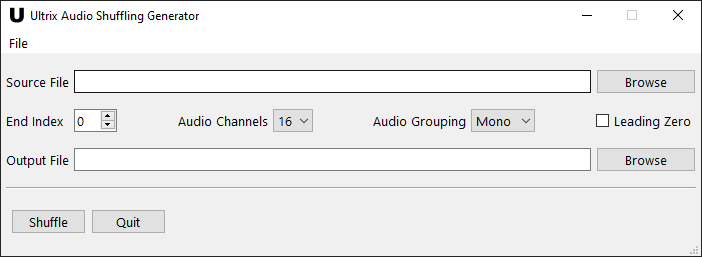 U Ultrix Audio Shuffling Generator
File
Source File Browse
End Index 0 Audio Channels 16 Audio Grouping Mono Leading Zero
Output File Browse
Shuffle Quit